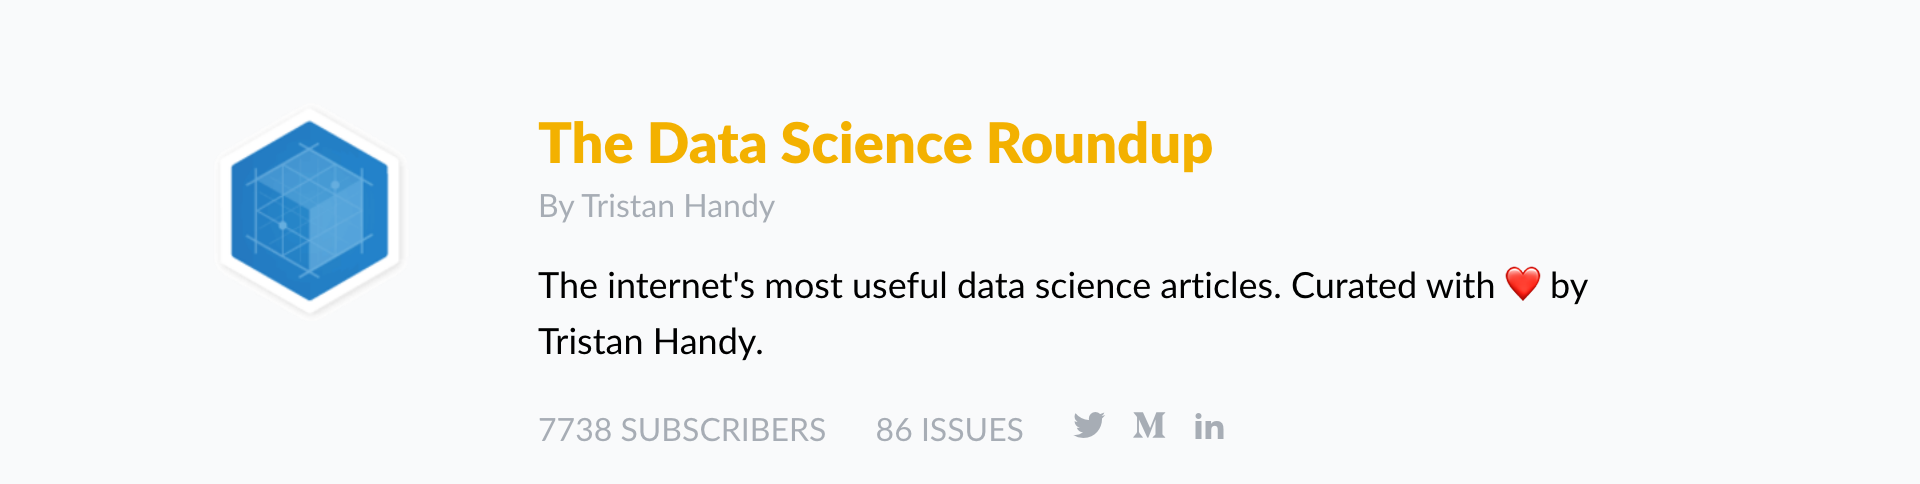 The Data Science Roundup
By Tristan Handy
The internet's most useful data science articles. Curated with ❤️ by
Tristan Handy.
7738 SUBSCRIBERS 86 ISSUES